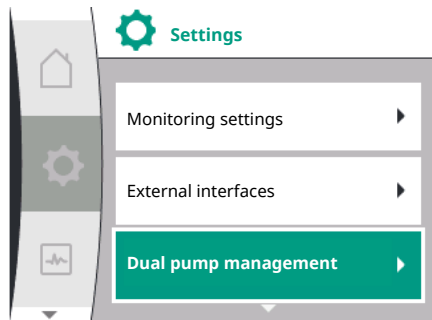 Settings
Monitoring settings
External interfaces
Dual pump management